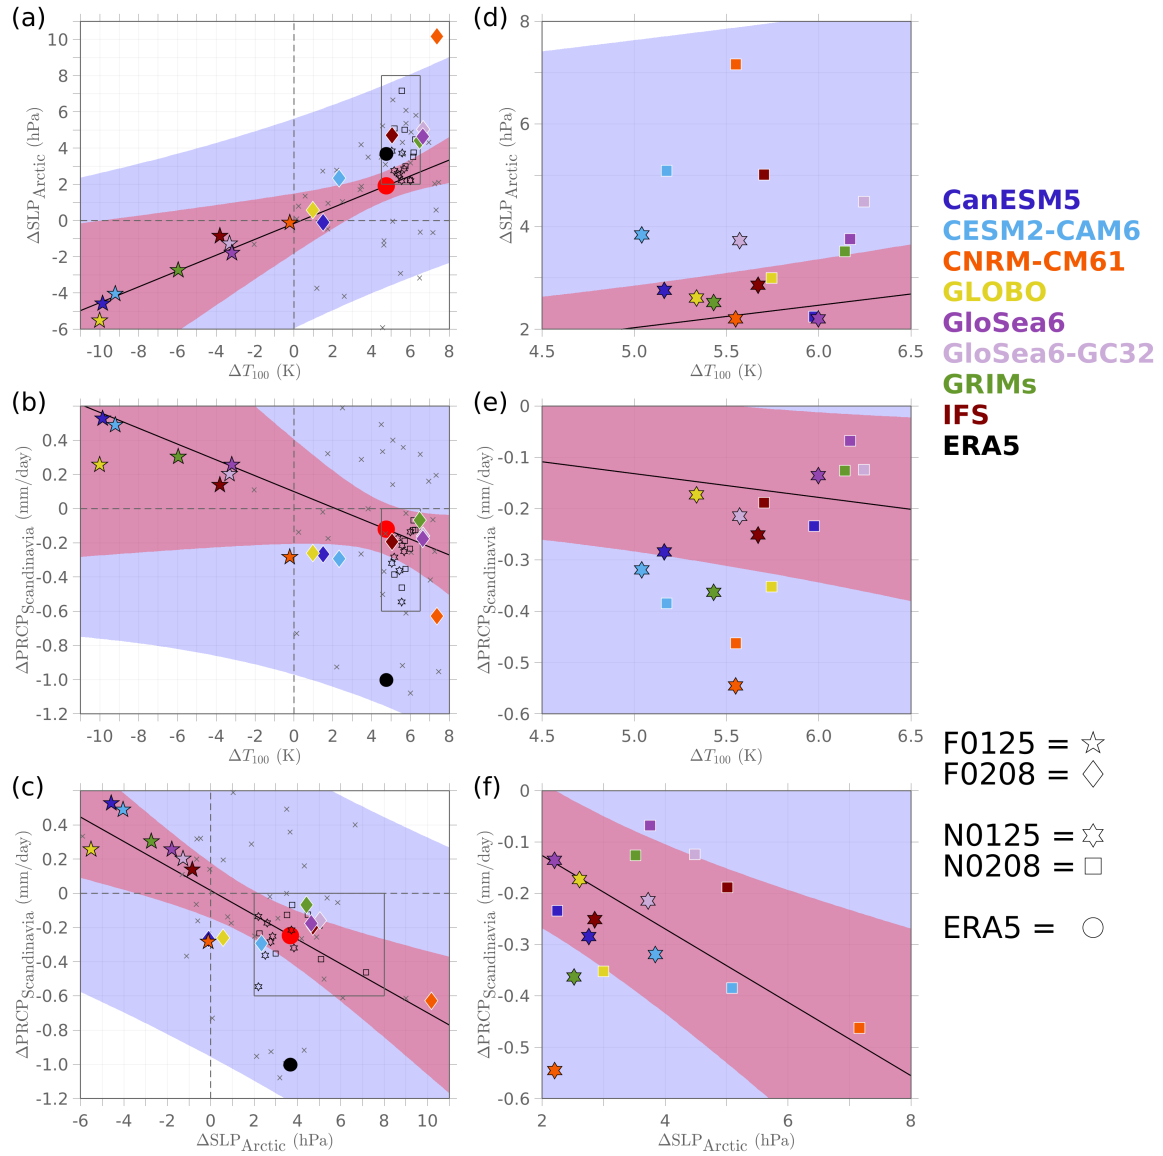 (a)
10
8
6
4
2
0
-2
-4
-6
ΔSLP_Arctic (hPa)
-10 -8 -6 -4 -2 0 2 4 6 8
ΔT_100 (K)
(d)
8
6
4
2
ΔSLP_Arctic (hPa)
4.5 5.0 5.5 6.0 6.5
ΔT_100 (K)
(b)
0.4
0.2
0
-0.2
-0.4
-0.6
-0.8
-1.0
-1.2
ΔPRCP_Scandinavia (mm/day)
-10 -8 -6 -4 -2 0 2 4 6 8
ΔT_100 (K)
(e)
0
-0.1
-0.2
-0.3
-0.4
-0.5
-0.6
ΔPRCP_Scandinavia (mm/day)
4.5 5.0 5.5 6.0 6.5
ΔT_100 (K)
(c)
0.4
0.2
0
-0.2
-0.4
-0.6
-0.8
-1.0
-1.2
ΔPRCP_Scandinavia (mm/day)
-6 -4 -2 0 2 4 6 8 10
ΔSLP_Arctic (hPa)
(f)
0
-0.1
-0.2
-0.3
-0.4
-0.5
-0.6
ΔPRCP_Scandinavia (mm/day)
2 4 6 8
ΔSLP_Arctic (hPa)
CanESM5
CESM2-CAM6
CNRM-CM61
GLOBO
GloSea6
GloSea6-GC32
GRIMs
IFS
ERA5
F0125 =
F0208 =
N0125 =
N0208 =
ERA5 =